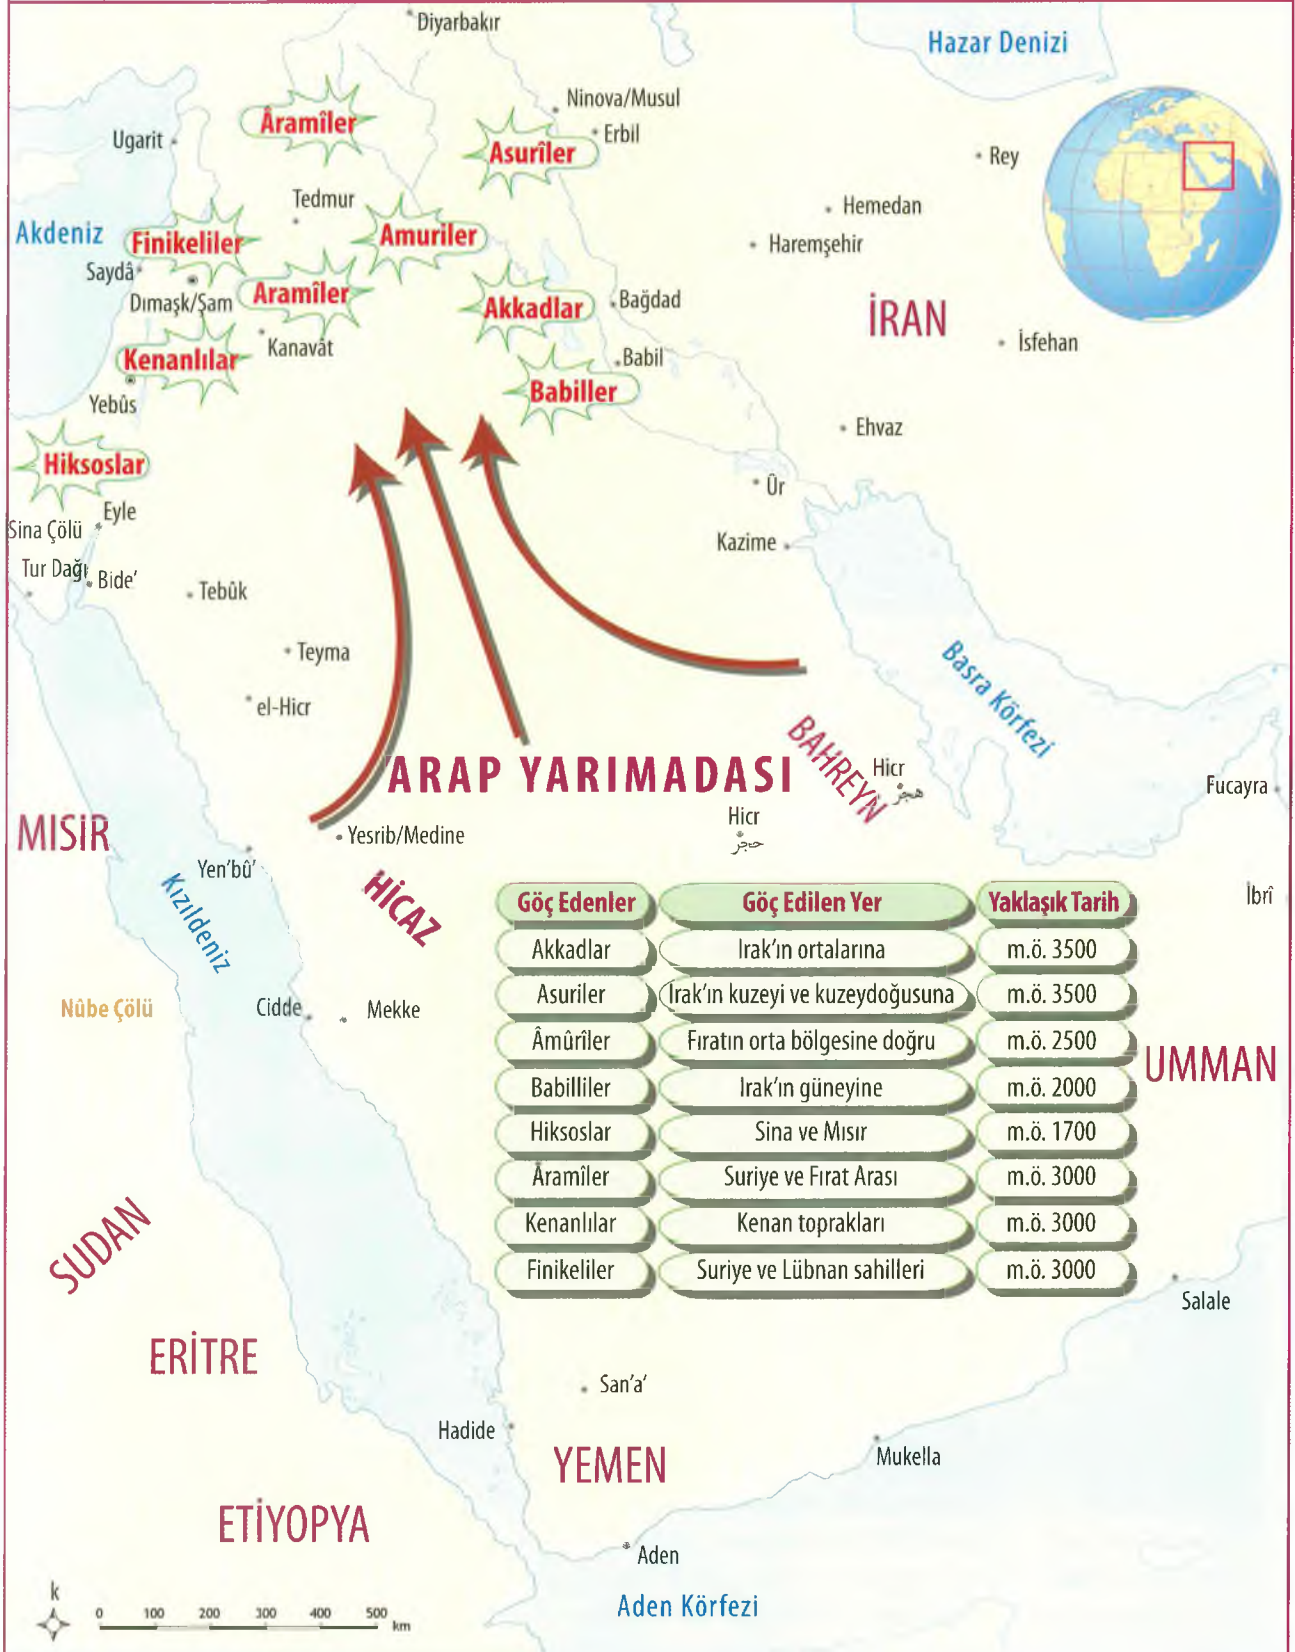 Diyarbakır
Hazar Denizi
Ninova/Musul
Âramîler
Erbil
Ugarit
Asurîler
Rey
Tedmur
Hemedan
Akdeniz
Finikeliler
Amuriler
Haremşehir
Saydâ
Dımaşk/Şam
Aramîler
Akkadlar
Bağdad
İRAN
Kanavât
İsfehan
Kenanlılar
Babil
Babiller
Yebûs
Ehvaz
Hiksoslar
Ûr
Eyle
Sina Çölü
Kazime
Tur Dağı
Bide'
Tebûk
Teyma
Basra Körfezi
el-Hicr
BAHREYN
ARAP YARIMADASI
Hicr
هجر
Fucayra
Hicr
حجر
MISIR
Yesrib/Medine
Yen'bû'
HİCAZ
Kızıldeniz
İbrî
Göç Edenler Göç Edilen Yer Yaklaşık Tarih
Akkadlar Irak'ın ortalarına m.ö. 3500
Asuriler Irak'ın kuzeyi ve kuzeydoğusuna m.ö. 3500
Âmûrîler Fıratın orta bölgesine doğru m.ö. 2500
Babilliler Irak'ın güneyine m.ö. 2000
Hiksoslar Sina ve Mısır m.ö. 1700
Âramîler Suriye ve Fırat Arası m.ö. 3000
Kenanlılar Kenan toprakları m.ö. 3000
Finikeliler Suriye ve Lübnan sahilleri m.ö. 3000
Nûbe Çölü
Cidde
Mekke
UMMAN
SUDAN
Salale
ERİTRE
San'a'
Hadide
YEMEN
Mukella
ETİYOPYA
Aden
Aden Körfezi
k
0 100 200 300 400 500
km